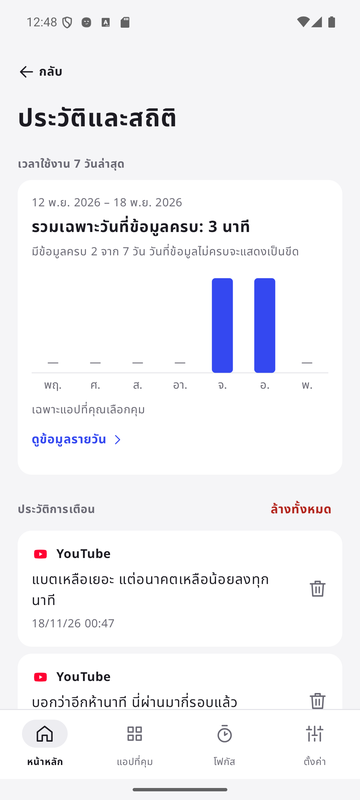 12:48
กลับ
ประวัติและสถิติ
เวลาใช้งาน 7 วันล่าสุด
12 พ.ย. 2026 – 18 พ.ย. 2026
รวมเฉพาะวันที่ข้อมูลครบ: 3 นาที
มีข้อมูลครบ 2 จาก 7 วัน วันที่ข้อมูลไม่ครบจะแสดงเป็นขีด
พฤ. ศ. ส. อา. จ. อ. พ.
เฉพาะแอปที่คุณเลือกคุม
ดูข้อมูลรายวัน
ประวัติการเตือน ล้างทั้งหมด
YouTube
แบตเหลือเยอะ แต่อนาคตเหลือน้อยลงทุก
นาที
18/11/26 00:47
YouTube
บอกว่าอีกห้านาที นี่ผ่านมากี่รอบแล้ว
หน้าหลัก แอปที่คุม โฟกัส ตั้งค่า